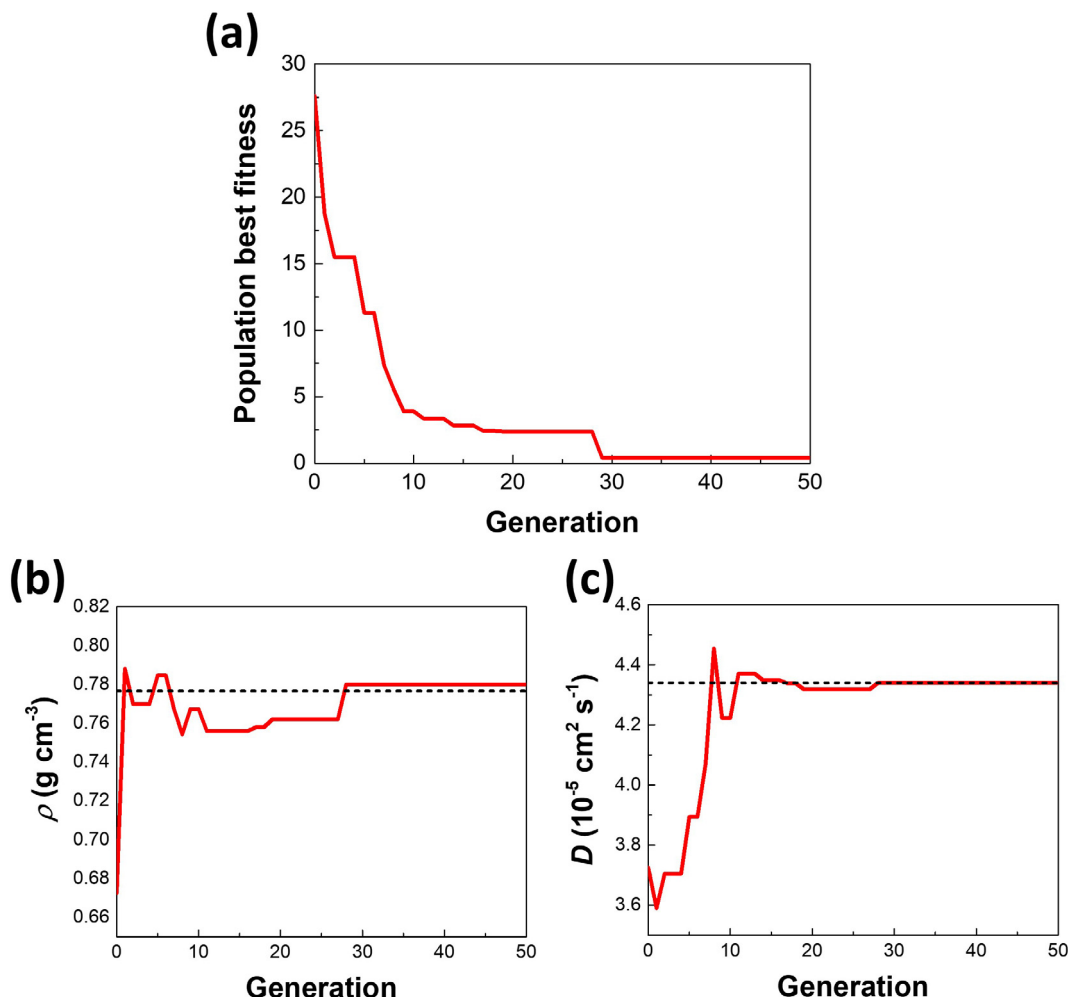 (a)
Population best fitness
30
25
20
15
10
5
0
0 10 20 30 40 50
Generation
(b)
ρ (g cm⁻³)
0.82
0.80
0.78
0.76
0.74
0.72
0.70
0.68
0.66
0 10 20 30 40 50
Generation
(c)
D (10⁻⁵ cm² s⁻¹)
4.6
4.4
4.2
4.0
3.8
3.6
3.4
0 10 20 30 40 50
Generation